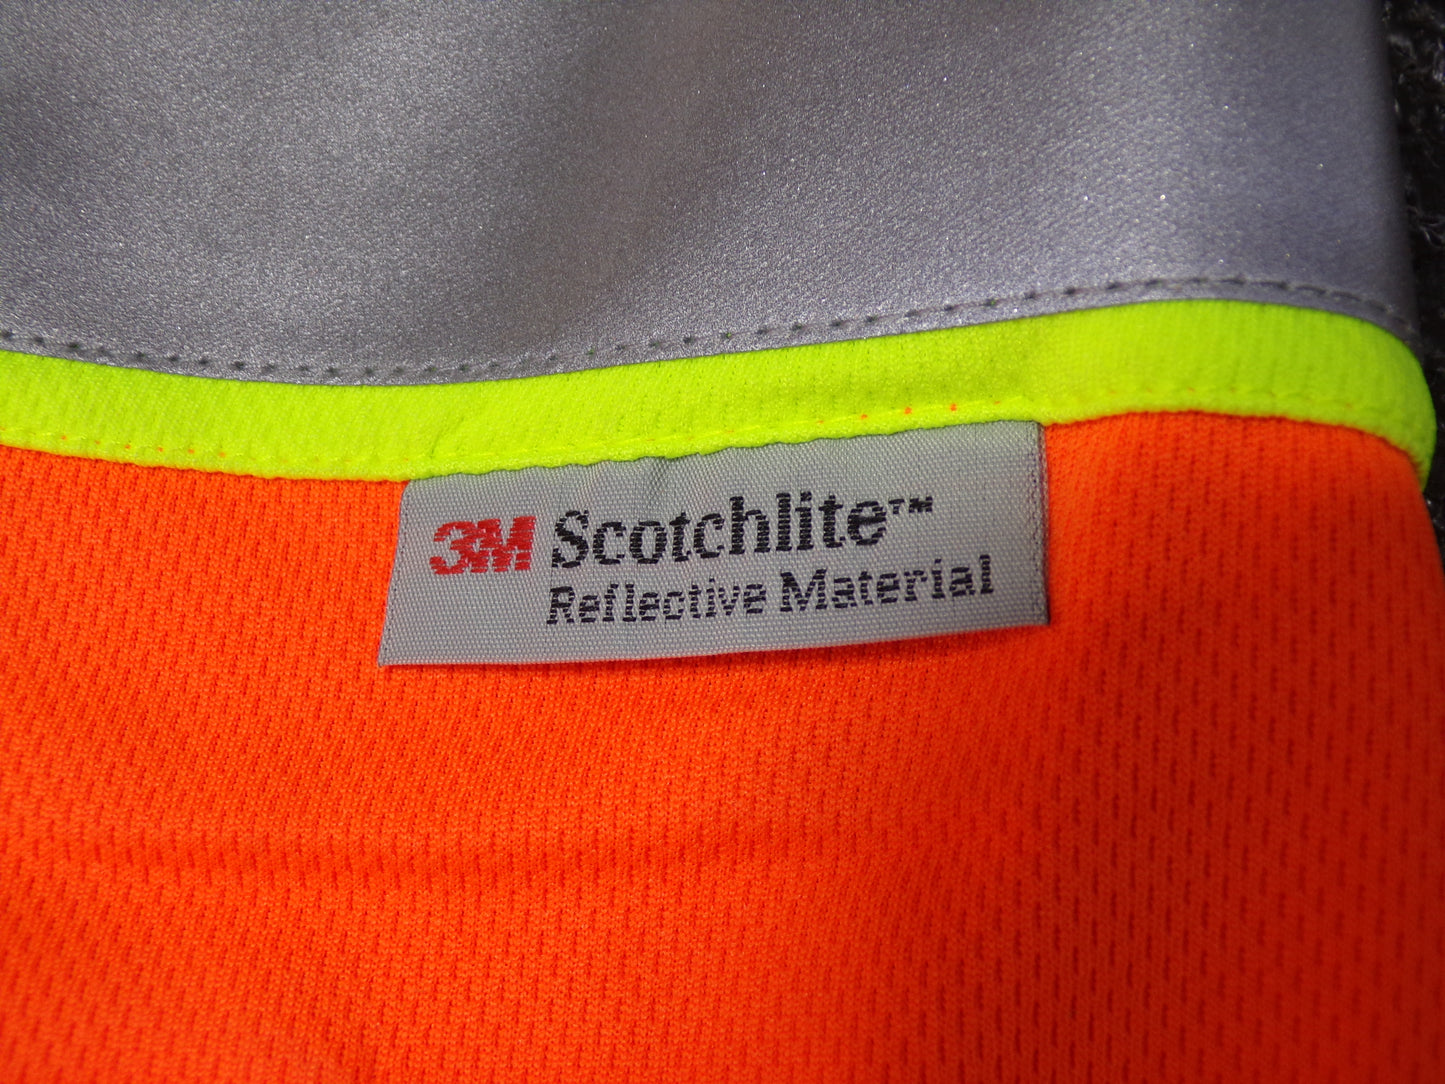 3M Scotchlite™
Reflective Material